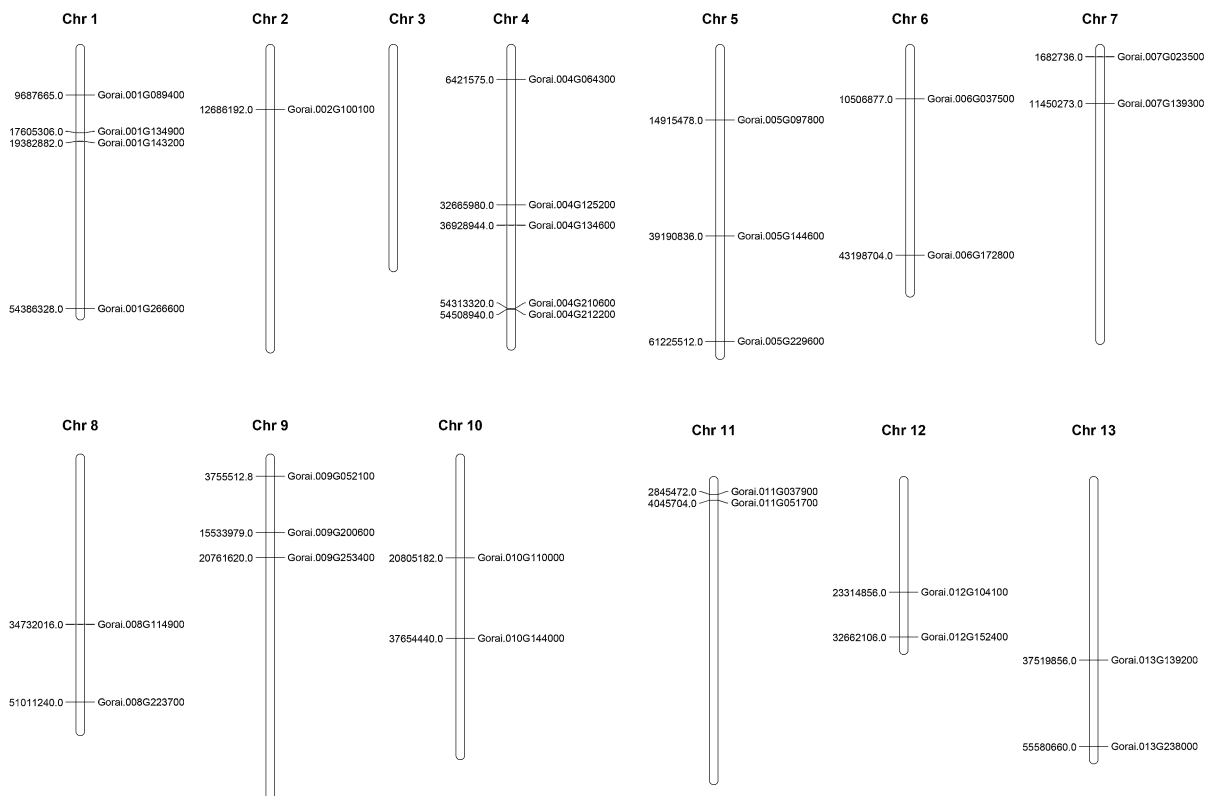 Chr 1 Chr 2 Chr 3 Chr 4 Chr 5 Chr 6 Chr 7
9687665.0 Gorai.001G089400
17605306.0 Gorai.001G134900
19382882.0 Gorai.001G143200
54386328.0 Gorai.001G266600
12686192.0 Gorai.002G100100
6421575.0 Gorai.004G064300
32665980.0 Gorai.004G125200
36928944.0 Gorai.004G134600
54313320.0 Gorai.004G210600
54508940.0 Gorai.004G212200
14915478.0 Gorai.005G097800
39190836.0 Gorai.005G144600
61225512.0 Gorai.005G229600
10506877.0 Gorai.006G037500
43198704.0 Gorai.006G172800
1682736.0 Gorai.007G023500
11450273.0 Gorai.007G139300
Chr 8 Chr 9 Chr 10 Chr 11 Chr 12 Chr 13
34732016.0 Gorai.008G114900
51011240.0 Gorai.008G223700
3755512.8 Gorai.009G052100
15533979.0 Gorai.009G200600
20761620.0 Gorai.009G253400
20805182.0 Gorai.010G110000
37654440.0 Gorai.010G144000
2845472.0 Gorai.011G037900
4045704.0 Gorai.011G051700
23314856.0 Gorai.012G104100
32662106.0 Gorai.012G152400
37519856.0 Gorai.013G139200
55580660.0 Gorai.013G238000